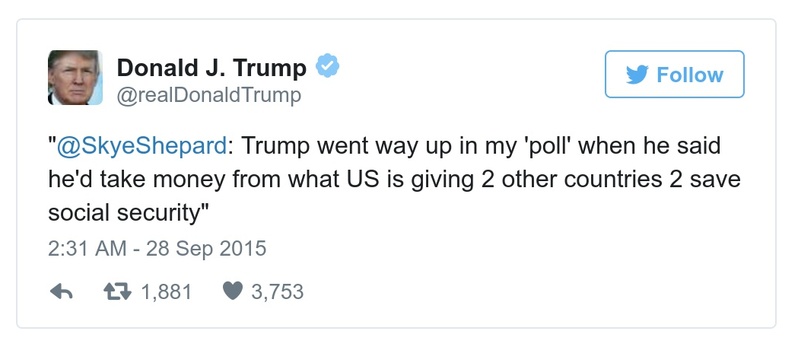 Donald J. Trump
@realDonaldTrump
Follow
"@SkyeShepard: Trump went way up in my 'poll' when he said
he'd take money from what US is giving 2 other countries 2 save
social security"
2:31 AM - 28 Sep 2015
1,881 3,753